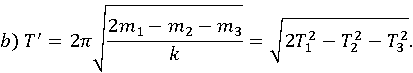 b) T′ = 2π√((2m₁ − m₂ − m₃)/k) = √(2T₁² − T₂² − T₃²).